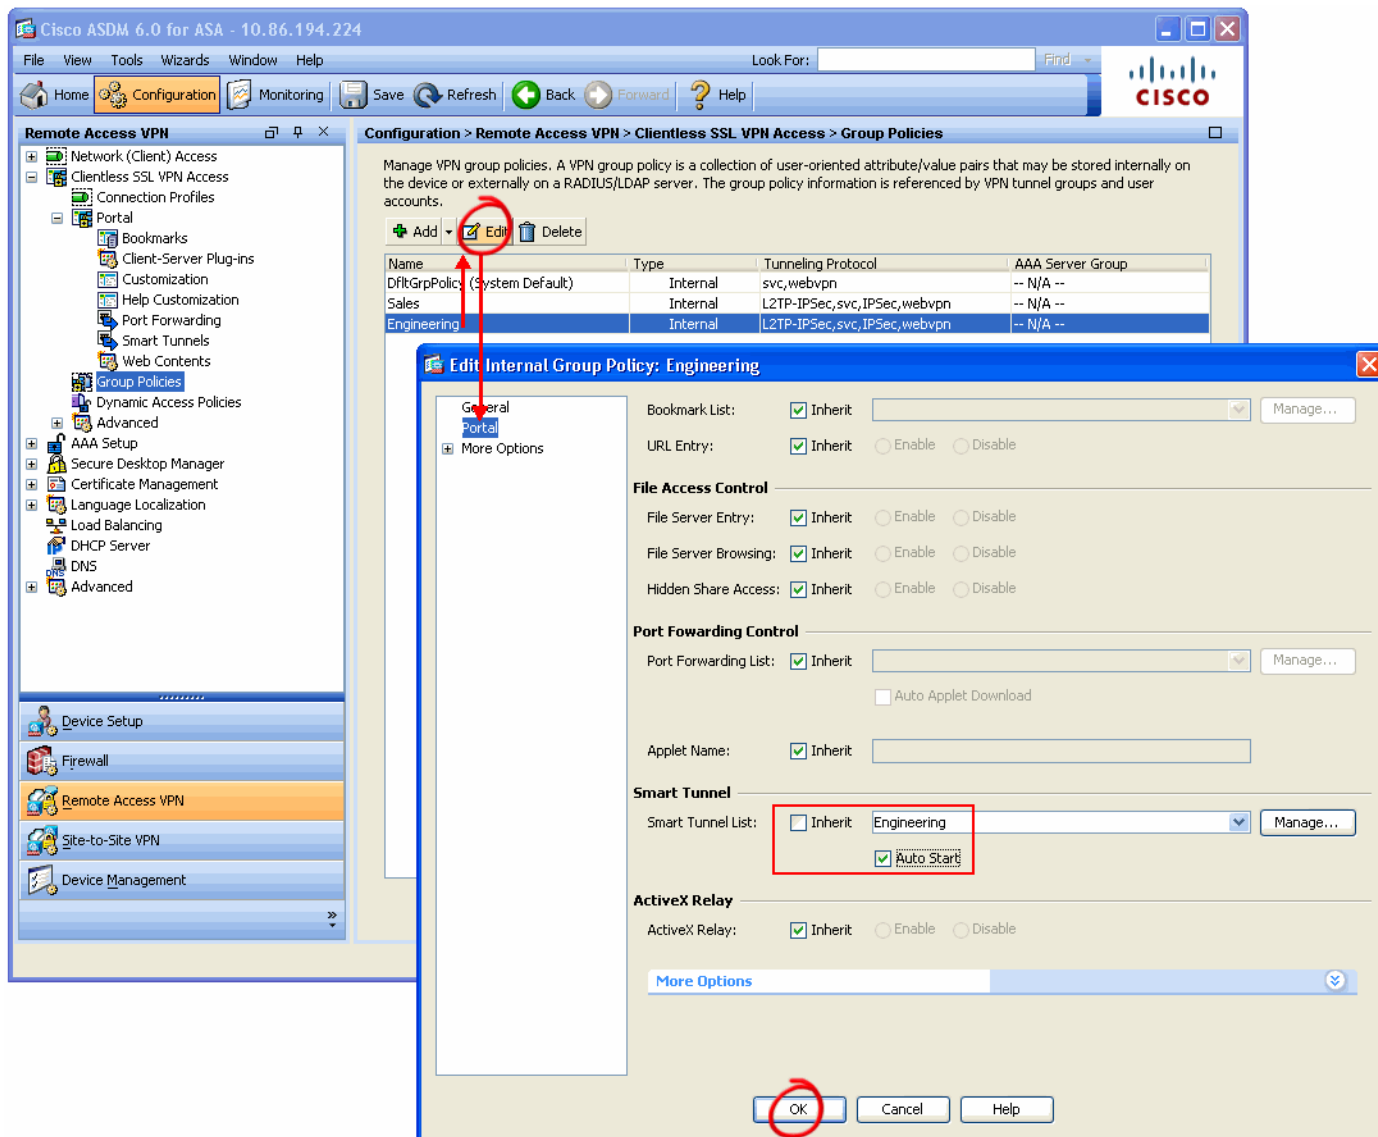 Cisco ASDM 6.0 for ASA - 10.86.194.224
File View Tools Wizards Window Help Look For: Find
Home Configuration Monitoring Save Refresh Back Forward Help
CISCO
Remote Access VPN
Network (Client) Access
Clientless SSL VPN Access
Connection Profiles
Portal
Bookmarks
Client-Server Plug-ins
Customization
Help Customization
Port Forwarding
Smart Tunnels
Web Contents
Group Policies
Dynamic Access Policies
Advanced
AAA Setup
Secure Desktop Manager
Certificate Management
Language Localization
Load Balancing
DHCP Server
DNS
Advanced
Device Setup
Firewall
Remote Access VPN
Site-to-Site VPN
Device Management
Configuration > Remote Access VPN > Clientless SSL VPN Access > Group Policies
Manage VPN group policies. A VPN group policy is a collection of user-oriented attribute/value pairs that may be stored internally on
the device or externally on a RADIUS/LDAP server. The group policy information is referenced by VPN tunnel groups and user
accounts.
Add Edit Delete
Name Type Tunneling Protocol AAA Server Group
DfltGrpPolicy (System Default) Internal svc,webvpn -- N/A --
Sales Internal L2TP-IPSec,svc,IPSec,webvpn -- N/A --
Engineering Internal L2TP-IPSec,svc,IPSec,webvpn -- N/A --
Edit Internal Group Policy: Engineering
General
Portal
More Options
Bookmark List: Inherit Manage...
URL Entry: Inherit Enable Disable
File Access Control
File Server Entry: Inherit Enable Disable
File Server Browsing: Inherit Enable Disable
Hidden Share Access: Inherit Enable Disable
Port Fowarding Control
Port Forwarding List: Inherit Manage...
Auto Applet Download
Applet Name: Inherit
Smart Tunnel
Smart Tunnel List: Inherit Engineering Manage...
Auto Start
ActiveX Relay
ActiveX Relay: Inherit Enable Disable
More Options
OK Cancel Help